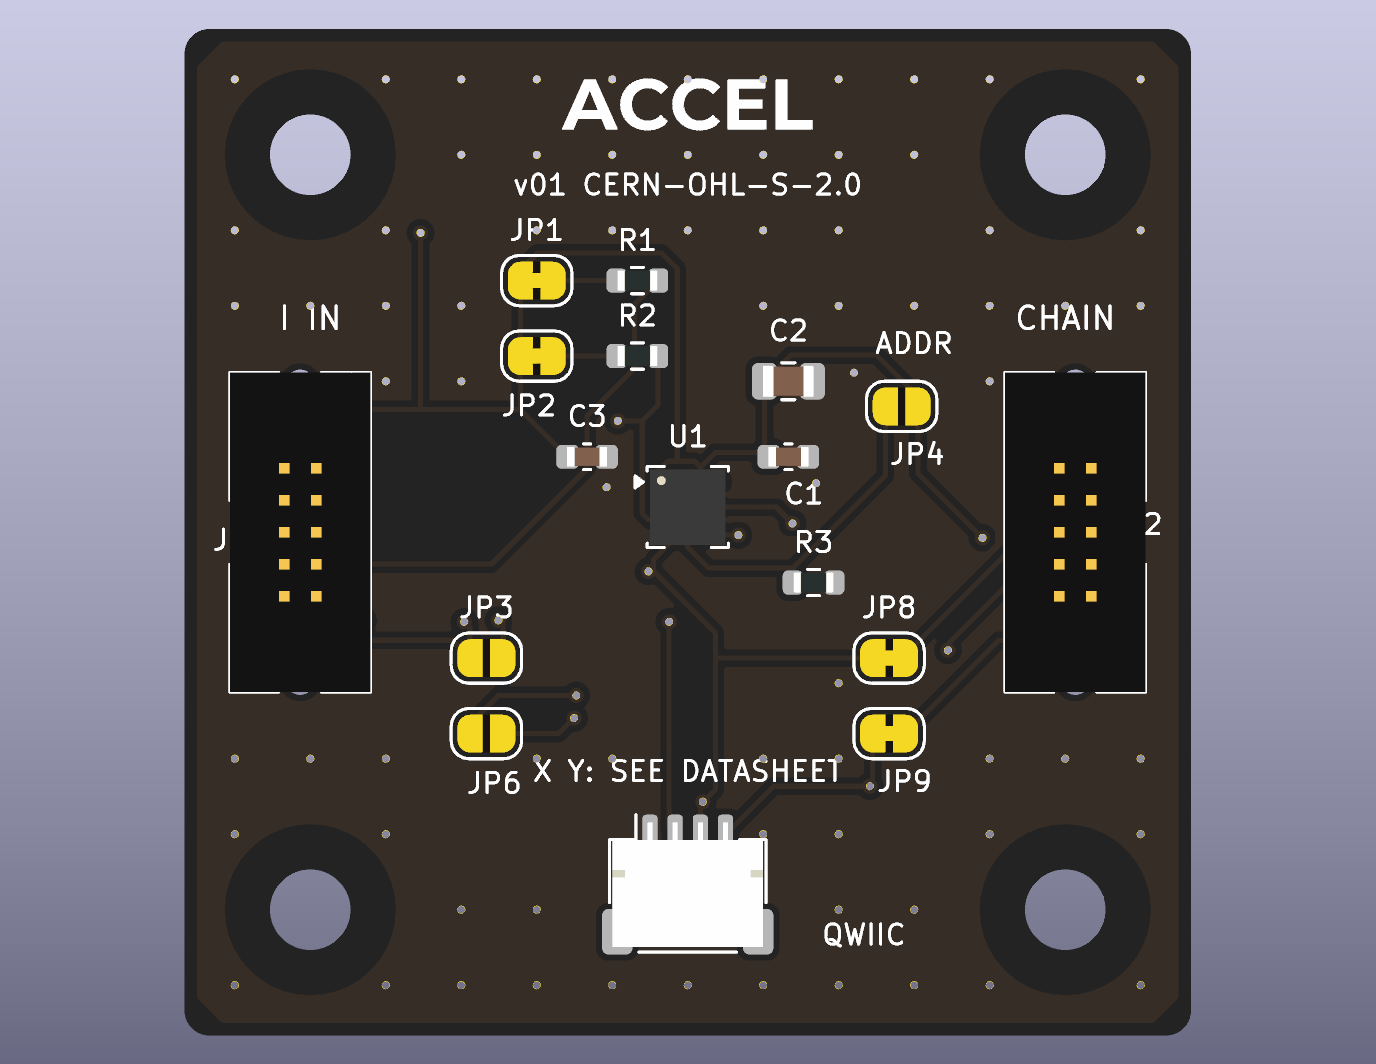 ACCEL
v01 CERN-OHL-S-2.0
JP1
R1
I IN
R2
CHAIN
C2
ADDR
JP2
C3
U1
JP4
C1
J
R3
2
JP3
JP8
X Y: SEE DATASHEET
JP6
JP9
QWIIC